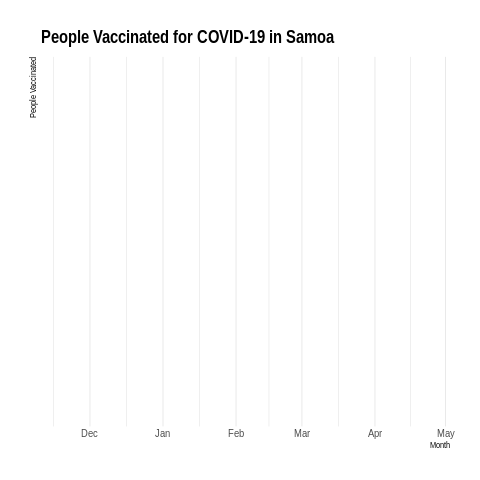 People Vaccinated for COVID-19 in Samoa
People Vaccinated
Dec Jan Feb Mar Apr May
Month